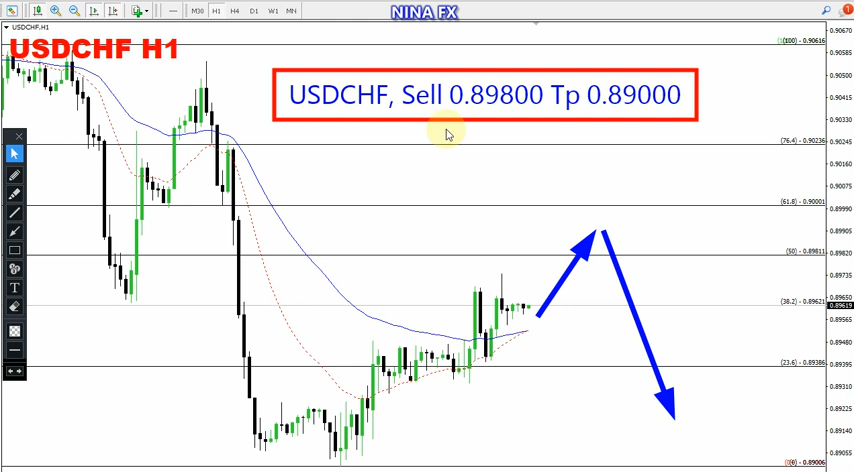 M30 H1 H4 D1 W1 MN
NINA FX
1
USDCHF,H1
USDCHF H1
USDCHF, Sell 0.89800 Tp 0.89000
(100) - 0.90616
(76.4) - 0.90236
(61.8) - 0.90001
(50) - 0.89811
(38.2) - 0.89621
(23.6) - 0.89386
(0) - 0.89006
0.90670
0.90585
0.90500
0.90415
0.90330
0.90245
0.90160
0.90075
0.89990
0.89905
0.89820
0.89735
0.89650
0.89619
0.89565
0.89480
0.89395
0.89310
0.89225
0.89140
0.89055
T